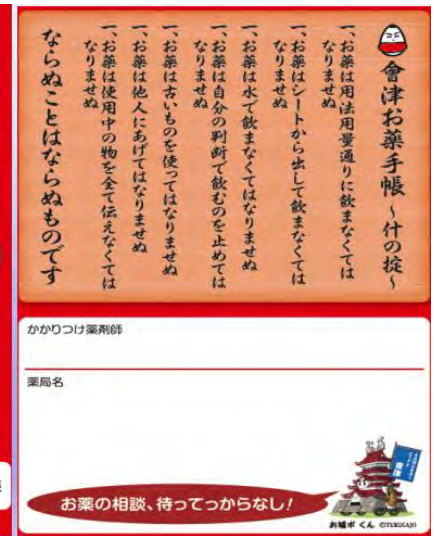 會津お薬手帳～什の掟～
一、お薬は用法用量通りに飲まなくては
なりませぬ
一、お薬はシートから出して飲まなくては
なりませぬ
一、お薬は水で飲まなくてはなりませぬ
一、お薬は自分の判断で飲むのを止めては
なりませぬ
一、お薬は古いものを使ってはなりませぬ
一、お薬は他人にあげてはなりませぬ
一、お薬は使用中の物を全て伝えなくては
なりませぬ
ならぬことはならぬものです
かかりつけ薬剤師
薬局名
お薬の相談、待ってっからなし!
お城ボくん ©TURUGAJO